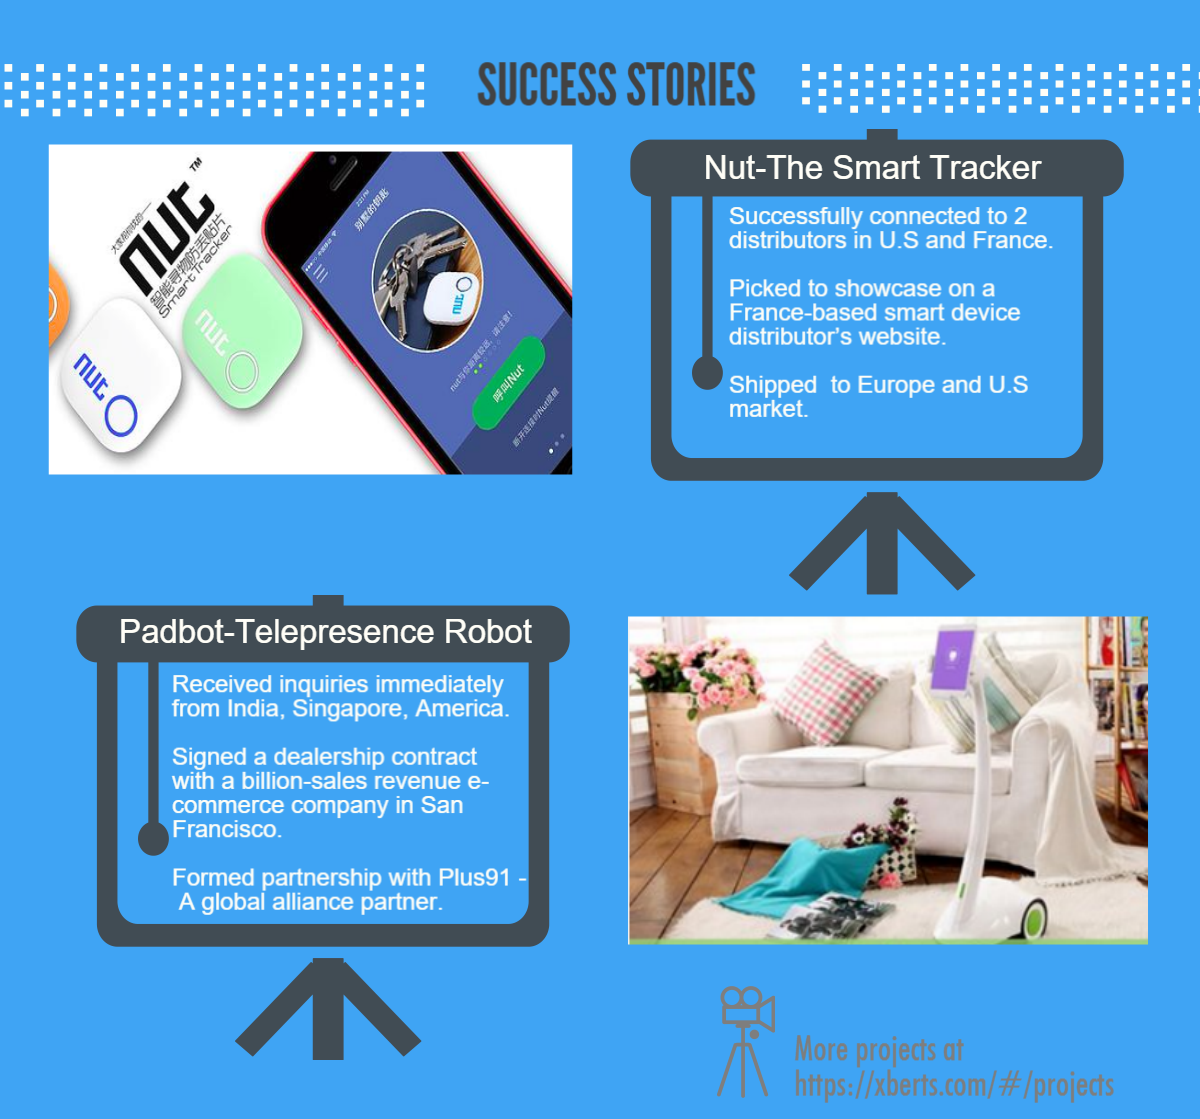 SUCCESS STORIES
nut
TM
智能寻物防丢贴片
Smart Tracker
nut
nut
别墅的钥匙
nut
呼叫Nut
Nut-The Smart Tracker
Successfully connected to 2
distributors in U.S and France.
Picked to showcase on a
France-based smart device
distributor’s website.
Shipped  to Europe and U.S
market.
Padbot-Telepresence Robot
Received inquiries immediately
from India, Singapore, America.
Signed a dealership contract
with a billion-sales revenue e-
commerce company in San
Francisco.
Formed partnership with Plus91 -
A global alliance partner.
More projects at
https://xberts.com/#/projects